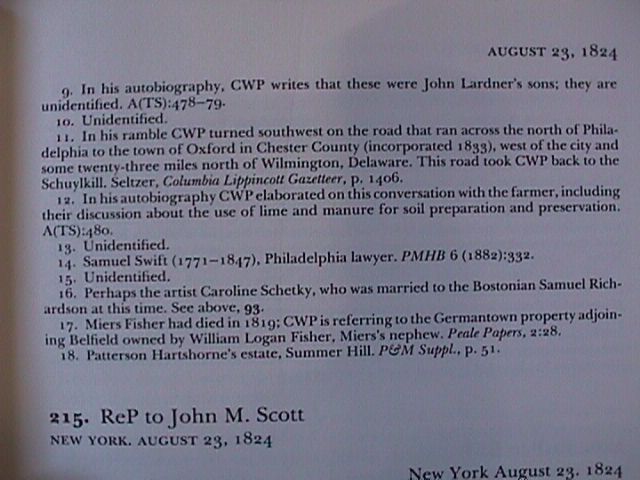 AUGUST 23, 1824
9. In his autobiography, CWP writes that these were John Lardner's sons; they are
unidentified. A(TS):478–79.
10. Unidentified.
11. In his ramble CWP turned southwest on the road that ran across the north of Phila-
delphia to the town of Oxford in Chester County (incorporated 1833), west of the city and
some twenty-three miles north of Wilmington, Delaware. This road took CWP back to the
Schuylkill. Seltzer, Columbia Lippincott Gazetteer, p. 1406.
12. In his autobiography CWP elaborated on this conversation with the farmer, including
their discussion about the use of lime and manure for soil preparation and preservation.
A(TS):480.
13. Unidentified.
14. Samuel Swift (1771–1847), Philadelphia lawyer. PMHB 6 (1882):332.
15. Unidentified.
16. Perhaps the artist Caroline Schetky, who was married to the Bostonian Samuel Rich-
ardson at this time. See above, 93.
17. Miers Fisher had died in 1819; CWP is referring to the Germantown property adjoin-
ing Belfield owned by William Logan Fisher, Miers's nephew. Peale Papers, 2:28.
18. Patterson Hartshorne's estate, Summer Hill. P&M Suppl., p. 51.
215. ReP to John M. Scott
NEW YORK. AUGUST 23, 1824
New York August 23. 1824